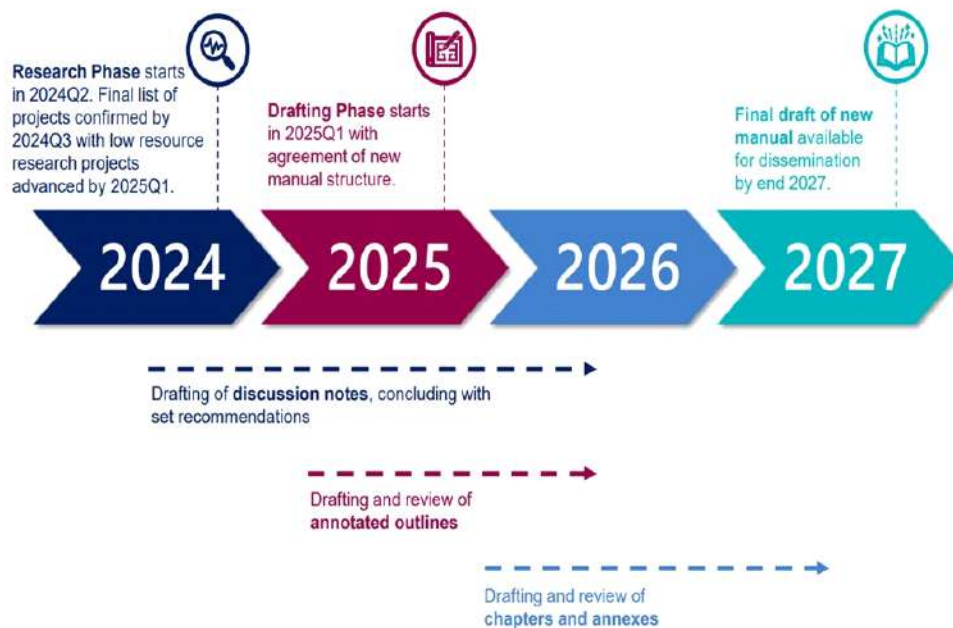 Research Phase starts
in 2024Q2. Final list of
projects confirmed by
2024Q3 with low resource
research projects
advanced by 2025Q1.
Drafting Phase starts
in 2025Q1 with
agreement of new
manual structure.
Final draft of new
manual available
for dissemination
by end 2027.
2024
2025
2026
2027
Drafting of discussion notes, concluding with
set recommendations
Drafting and review of
annotated outlines
Drafting and review of
chapters and annexes